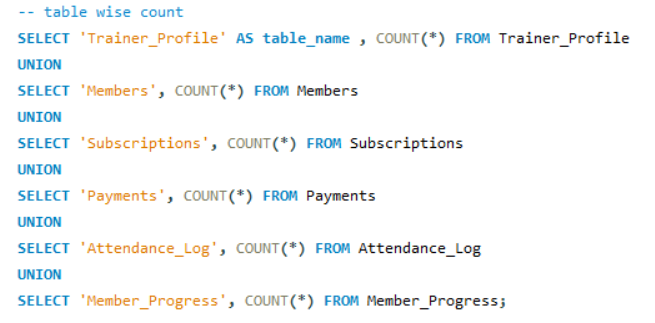 -- table wise count
SELECT 'Trainer_Profile' AS table_name , COUNT(*) FROM Trainer_Profile
UNION
SELECT 'Members', COUNT(*) FROM Members
UNION
SELECT 'Subscriptions', COUNT(*) FROM Subscriptions
UNION
SELECT 'Payments', COUNT(*) FROM Payments
UNION
SELECT 'Attendance_Log', COUNT(*) FROM Attendance_Log
UNION
SELECT 'Member_Progress', COUNT(*) FROM Member_Progress;